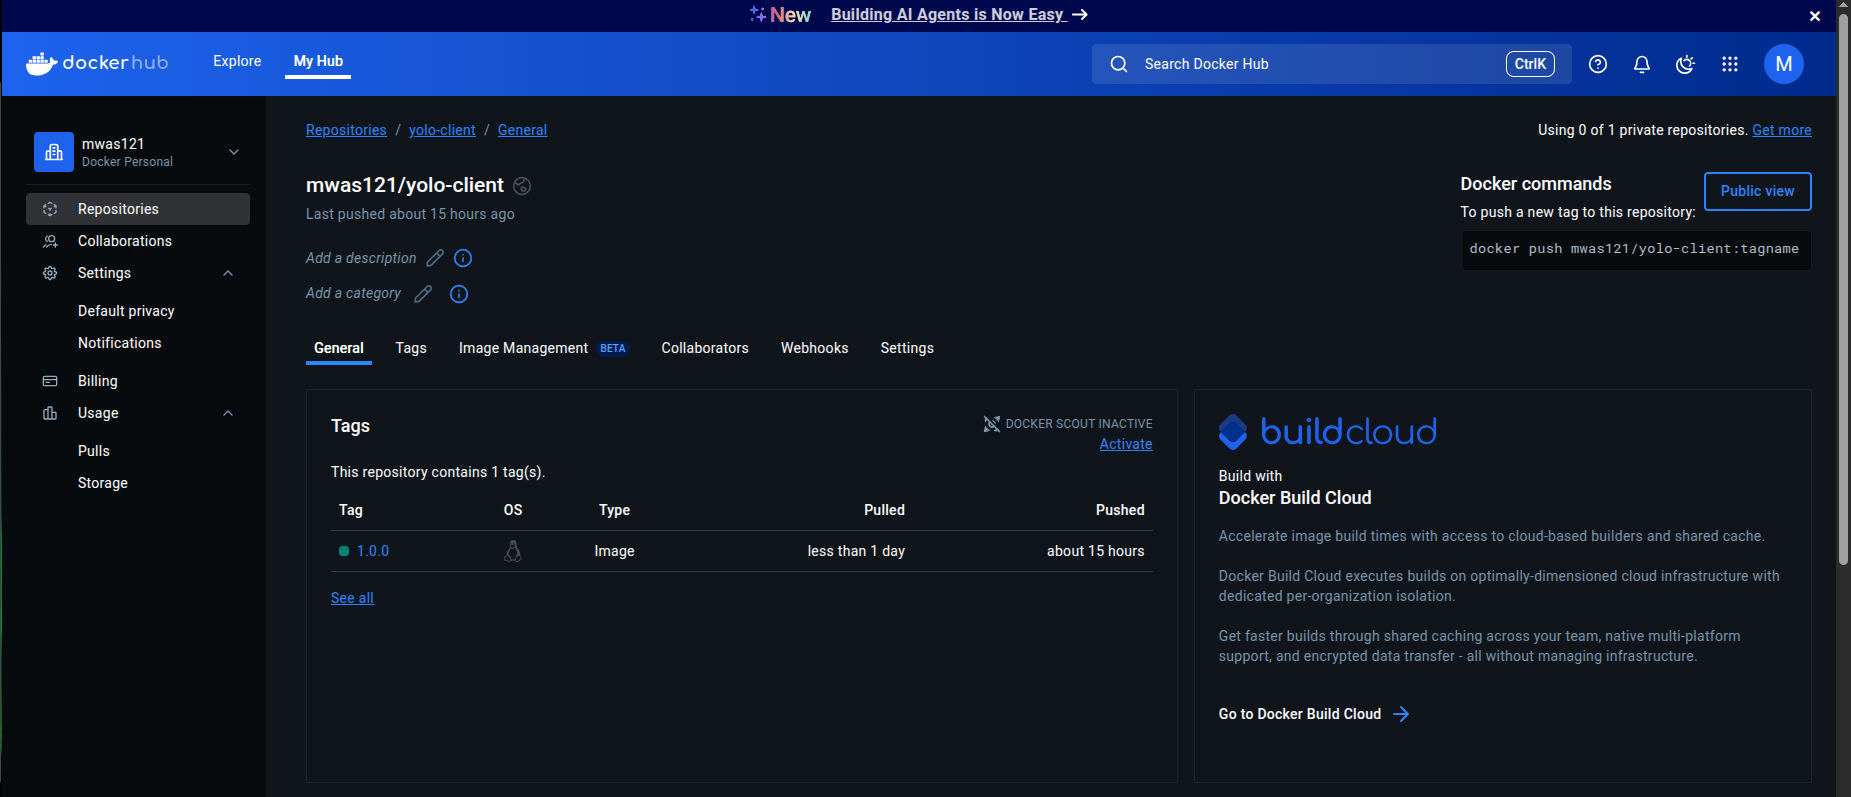 New Building AI Agents is Now Easy
dockerhub
Explore
My Hub
Search Docker Hub
CtrlK
M
mwas121
Docker Personal
Repositories
Collaborations
Settings
Default privacy
Notifications
Billing
Usage
Pulls
Storage
Repositories / yolo-client / General
Using 0 of 1 private repositories. Get more
mwas121/yolo-client
Last pushed about 15 hours ago
Add a description
Add a category
Docker commands
Public view
To push a new tag to this repository:
docker push mwas121/yolo-client:tagname
General Tags Image Management BETA Collaborators Webhooks Settings
Tags
DOCKER SCOUT INACTIVE
Activate
This repository contains 1 tag(s).
Tag OS Type Pulled Pushed
1.0.0 Image less than 1 day about 15 hours
See all
buildcloud
Build with
Docker Build Cloud
Accelerate image build times with access to cloud-based builders and shared cache.
Docker Build Cloud executes builds on optimally-dimensioned cloud infrastructure with
dedicated per-organization isolation.
Get faster builds through shared caching across your team, native multi-platform
support, and encrypted data transfer - all without managing infrastructure.
Go to Docker Build Cloud